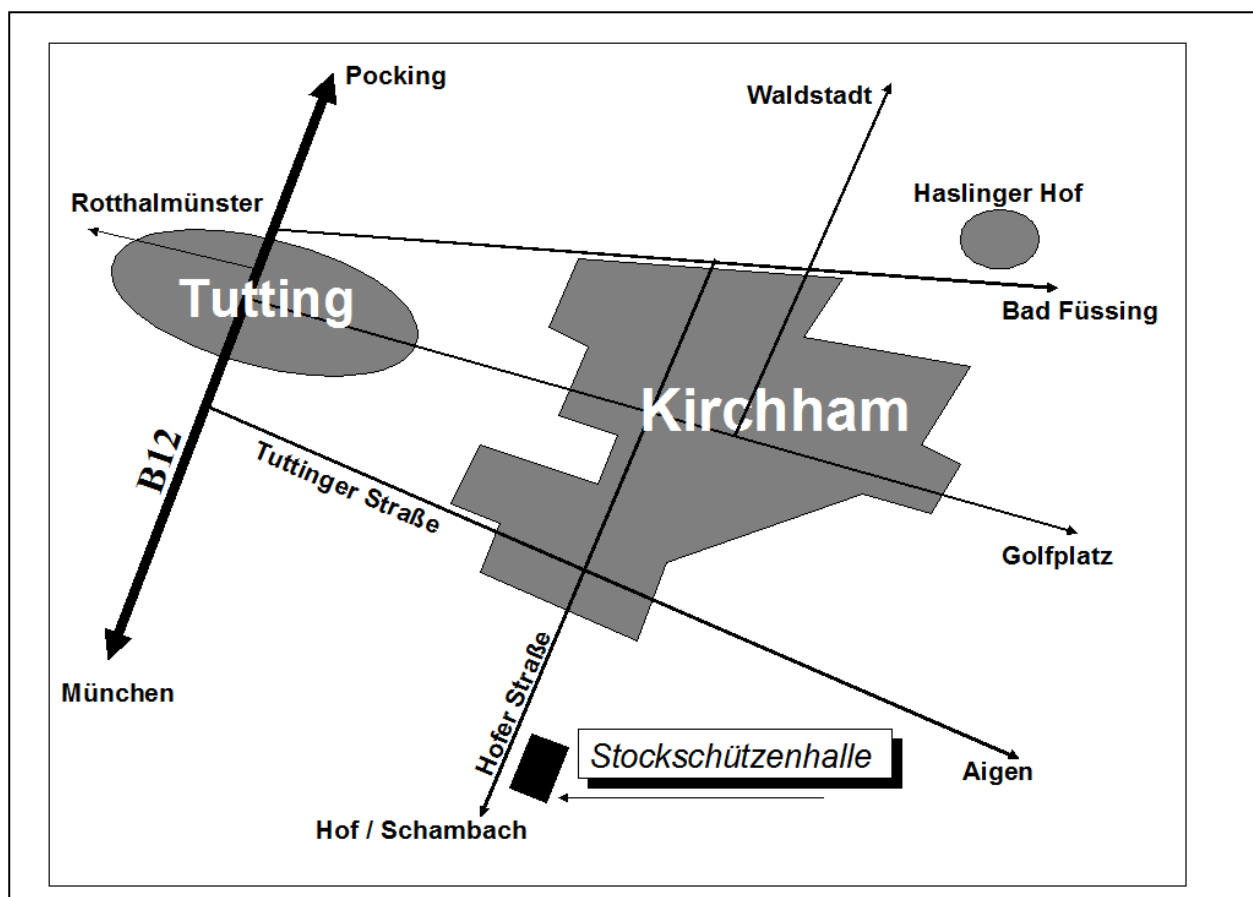 Pocking
Waldstadt
Rotthalmünster
Haslinger Hof
Tutting
Bad Füssing
Kirchham
B12
Tuttinger Straße
Golfplatz
München
Hofer Straße
Stockschützenhalle
Aigen
Hof / Schambach